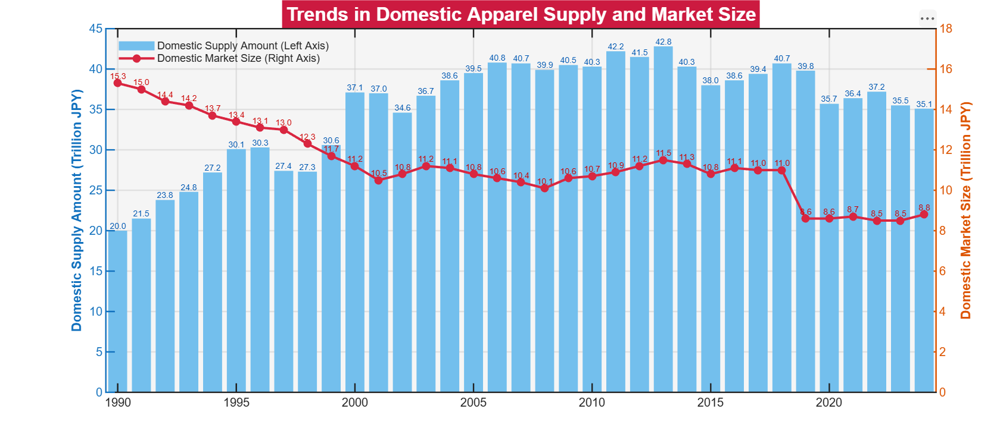 Trends in Domestic Apparel Supply and Market Size
Domestic Supply Amount (Left Axis)
Domestic Market Size (Right Axis)
Domestic Supply Amount (Trillion JPY)
45
40
35
30
25
20
15
10
5
0
20.0 21.5 23.8 24.8 27.2 30.1 30.3 27.4 27.3 30.6 37.1 37.0 34.6 36.7 38.6 39.5 40.8 40.7 39.9 40.5 40.3 42.2 41.5 42.8 40.3 38.0 38.6 39.4 40.7 39.8 35.7 36.4 37.2 35.5 35.1
15.3 15.0 14.4 14.2 13.7 13.4 13.1 13.0 12.3 11.7 11.2 10.5 10.8 11.2 11.1 10.8 10.6 10.4 10.1 10.6 10.7 10.9 11.2 11.5 11.3 10.8 11.1 11.0 11.0 8.6 8.6 8.7 8.5 8.5 8.8
18
16
14
12
10
8
6
4
2
0
Domestic Market Size (Trillion JPY)
1990 1995 2000 2005 2010 2015 2020